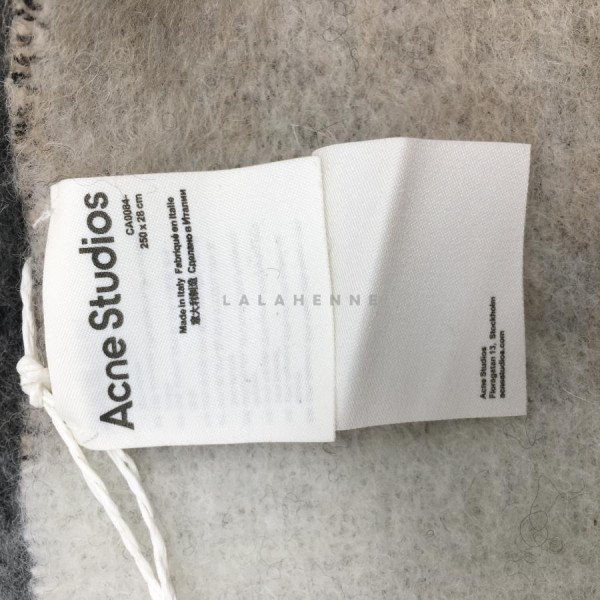 Acne Studios
CA0084-
250 x 28 cm
Made in Italy Fabriqué en Italie
意大利制造 Сделано в Италии
LALAHENNE
Acne Studios
Floragatan 13, Stockholm
acnestudios.com